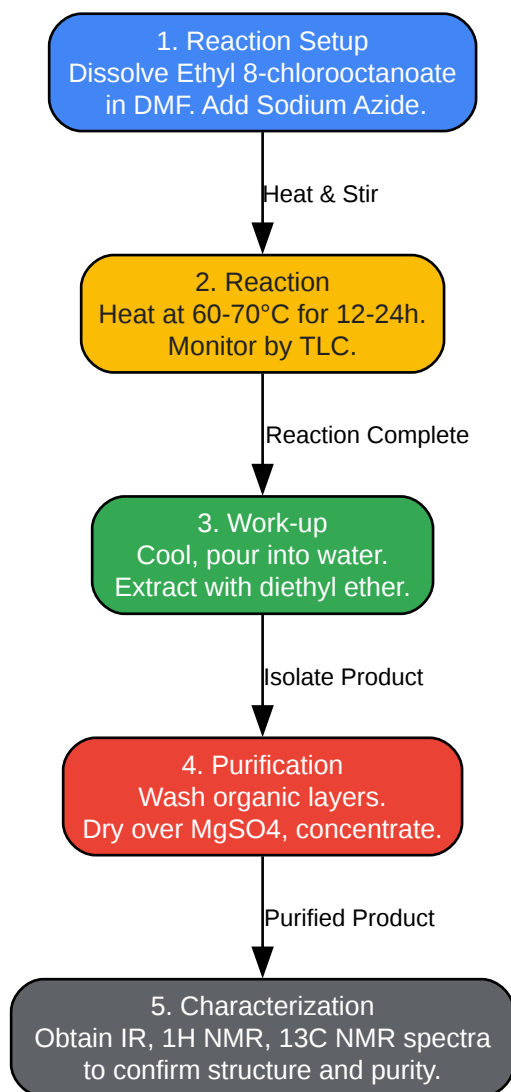 1. Reaction Setup
Dissolve Ethyl 8-chlorooctanoate
in DMF. Add Sodium Azide.
Heat & Stir
2. Reaction
Heat at 60-70°C for 12-24h.
Monitor by TLC.
Reaction Complete
3. Work-up
Cool, pour into water.
Extract with diethyl ether.
Isolate Product
4. Purification
Wash organic layers.
Dry over MgSO4, concentrate.
Purified Product
5. Characterization
Obtain IR, 1H NMR, 13C NMR spectra
to confirm structure and purity.